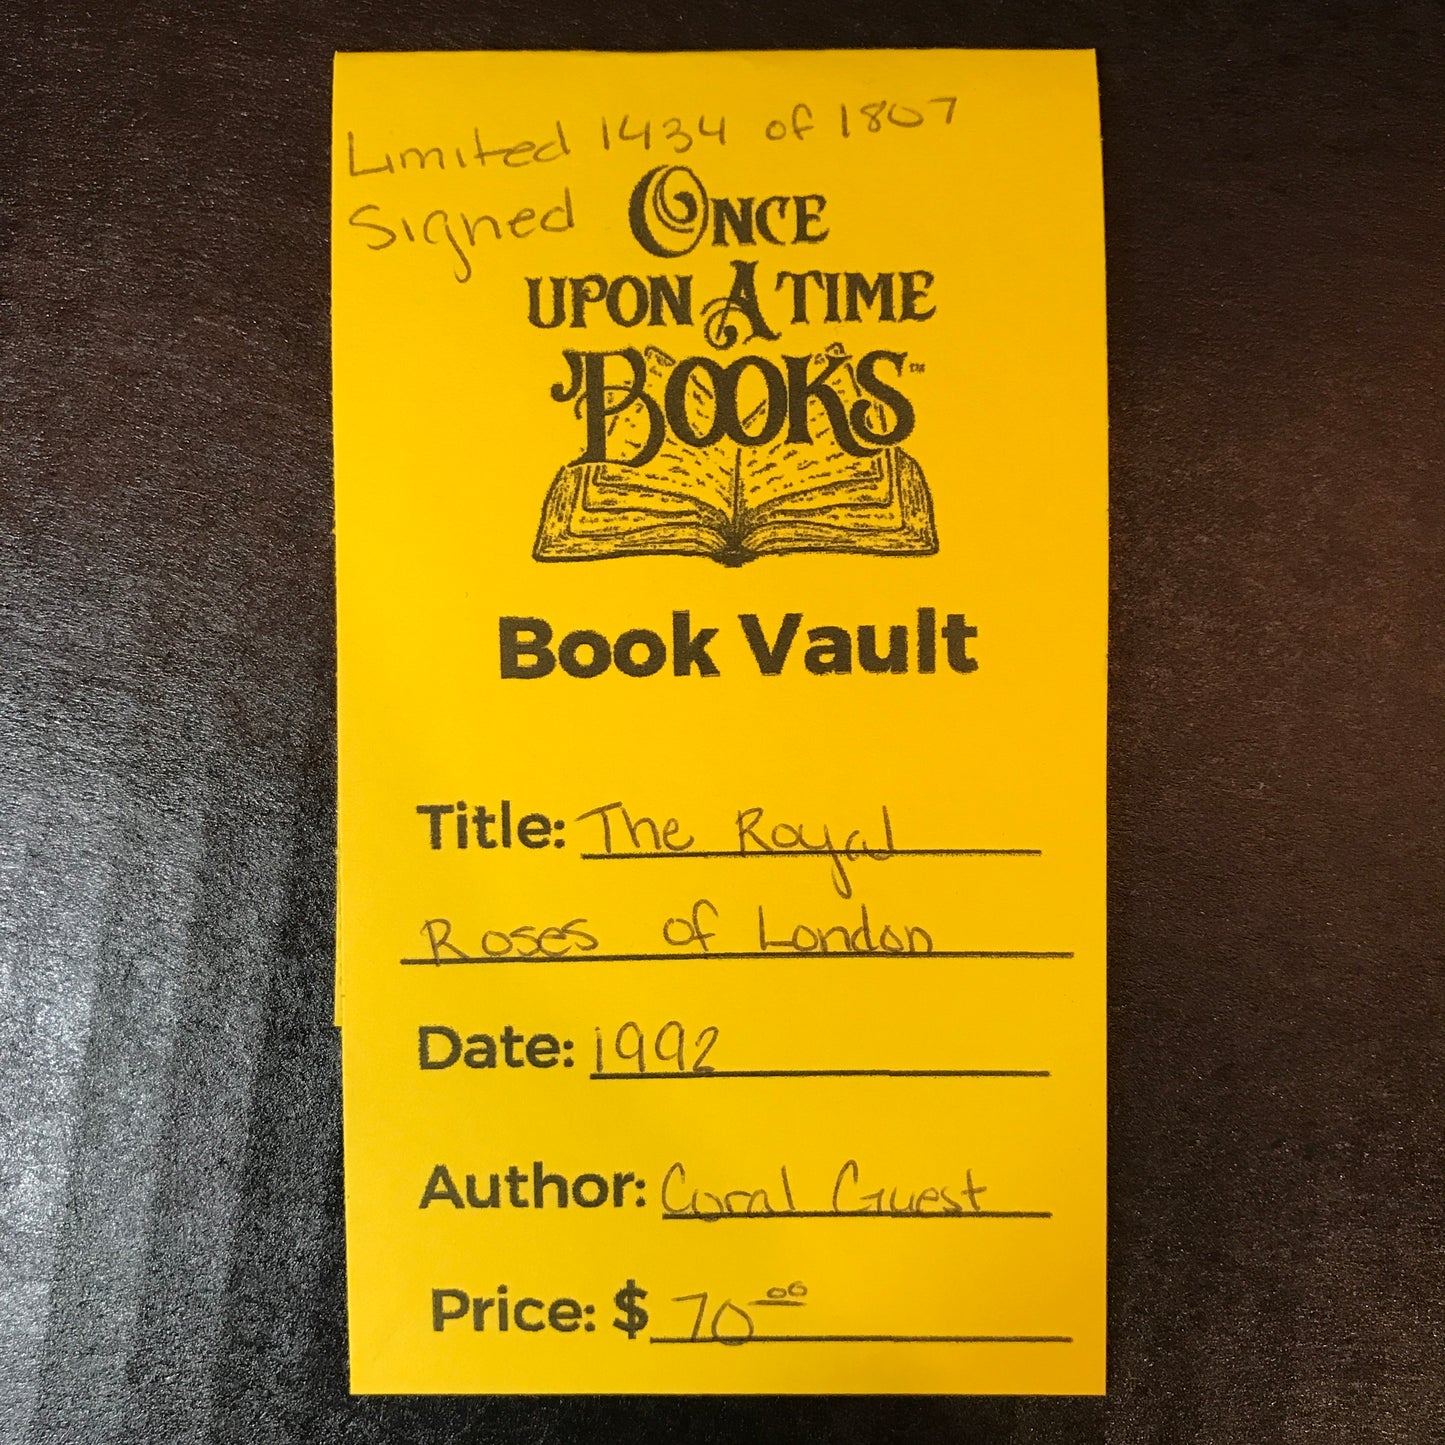 Limited 1434 of 1807
Signed
ONCE
UPON A TIME
BOOKS™
Book Vault
Title: The Royal
Roses of London
Date: 1992
Author: Coral Guest
Price: $ 70.00